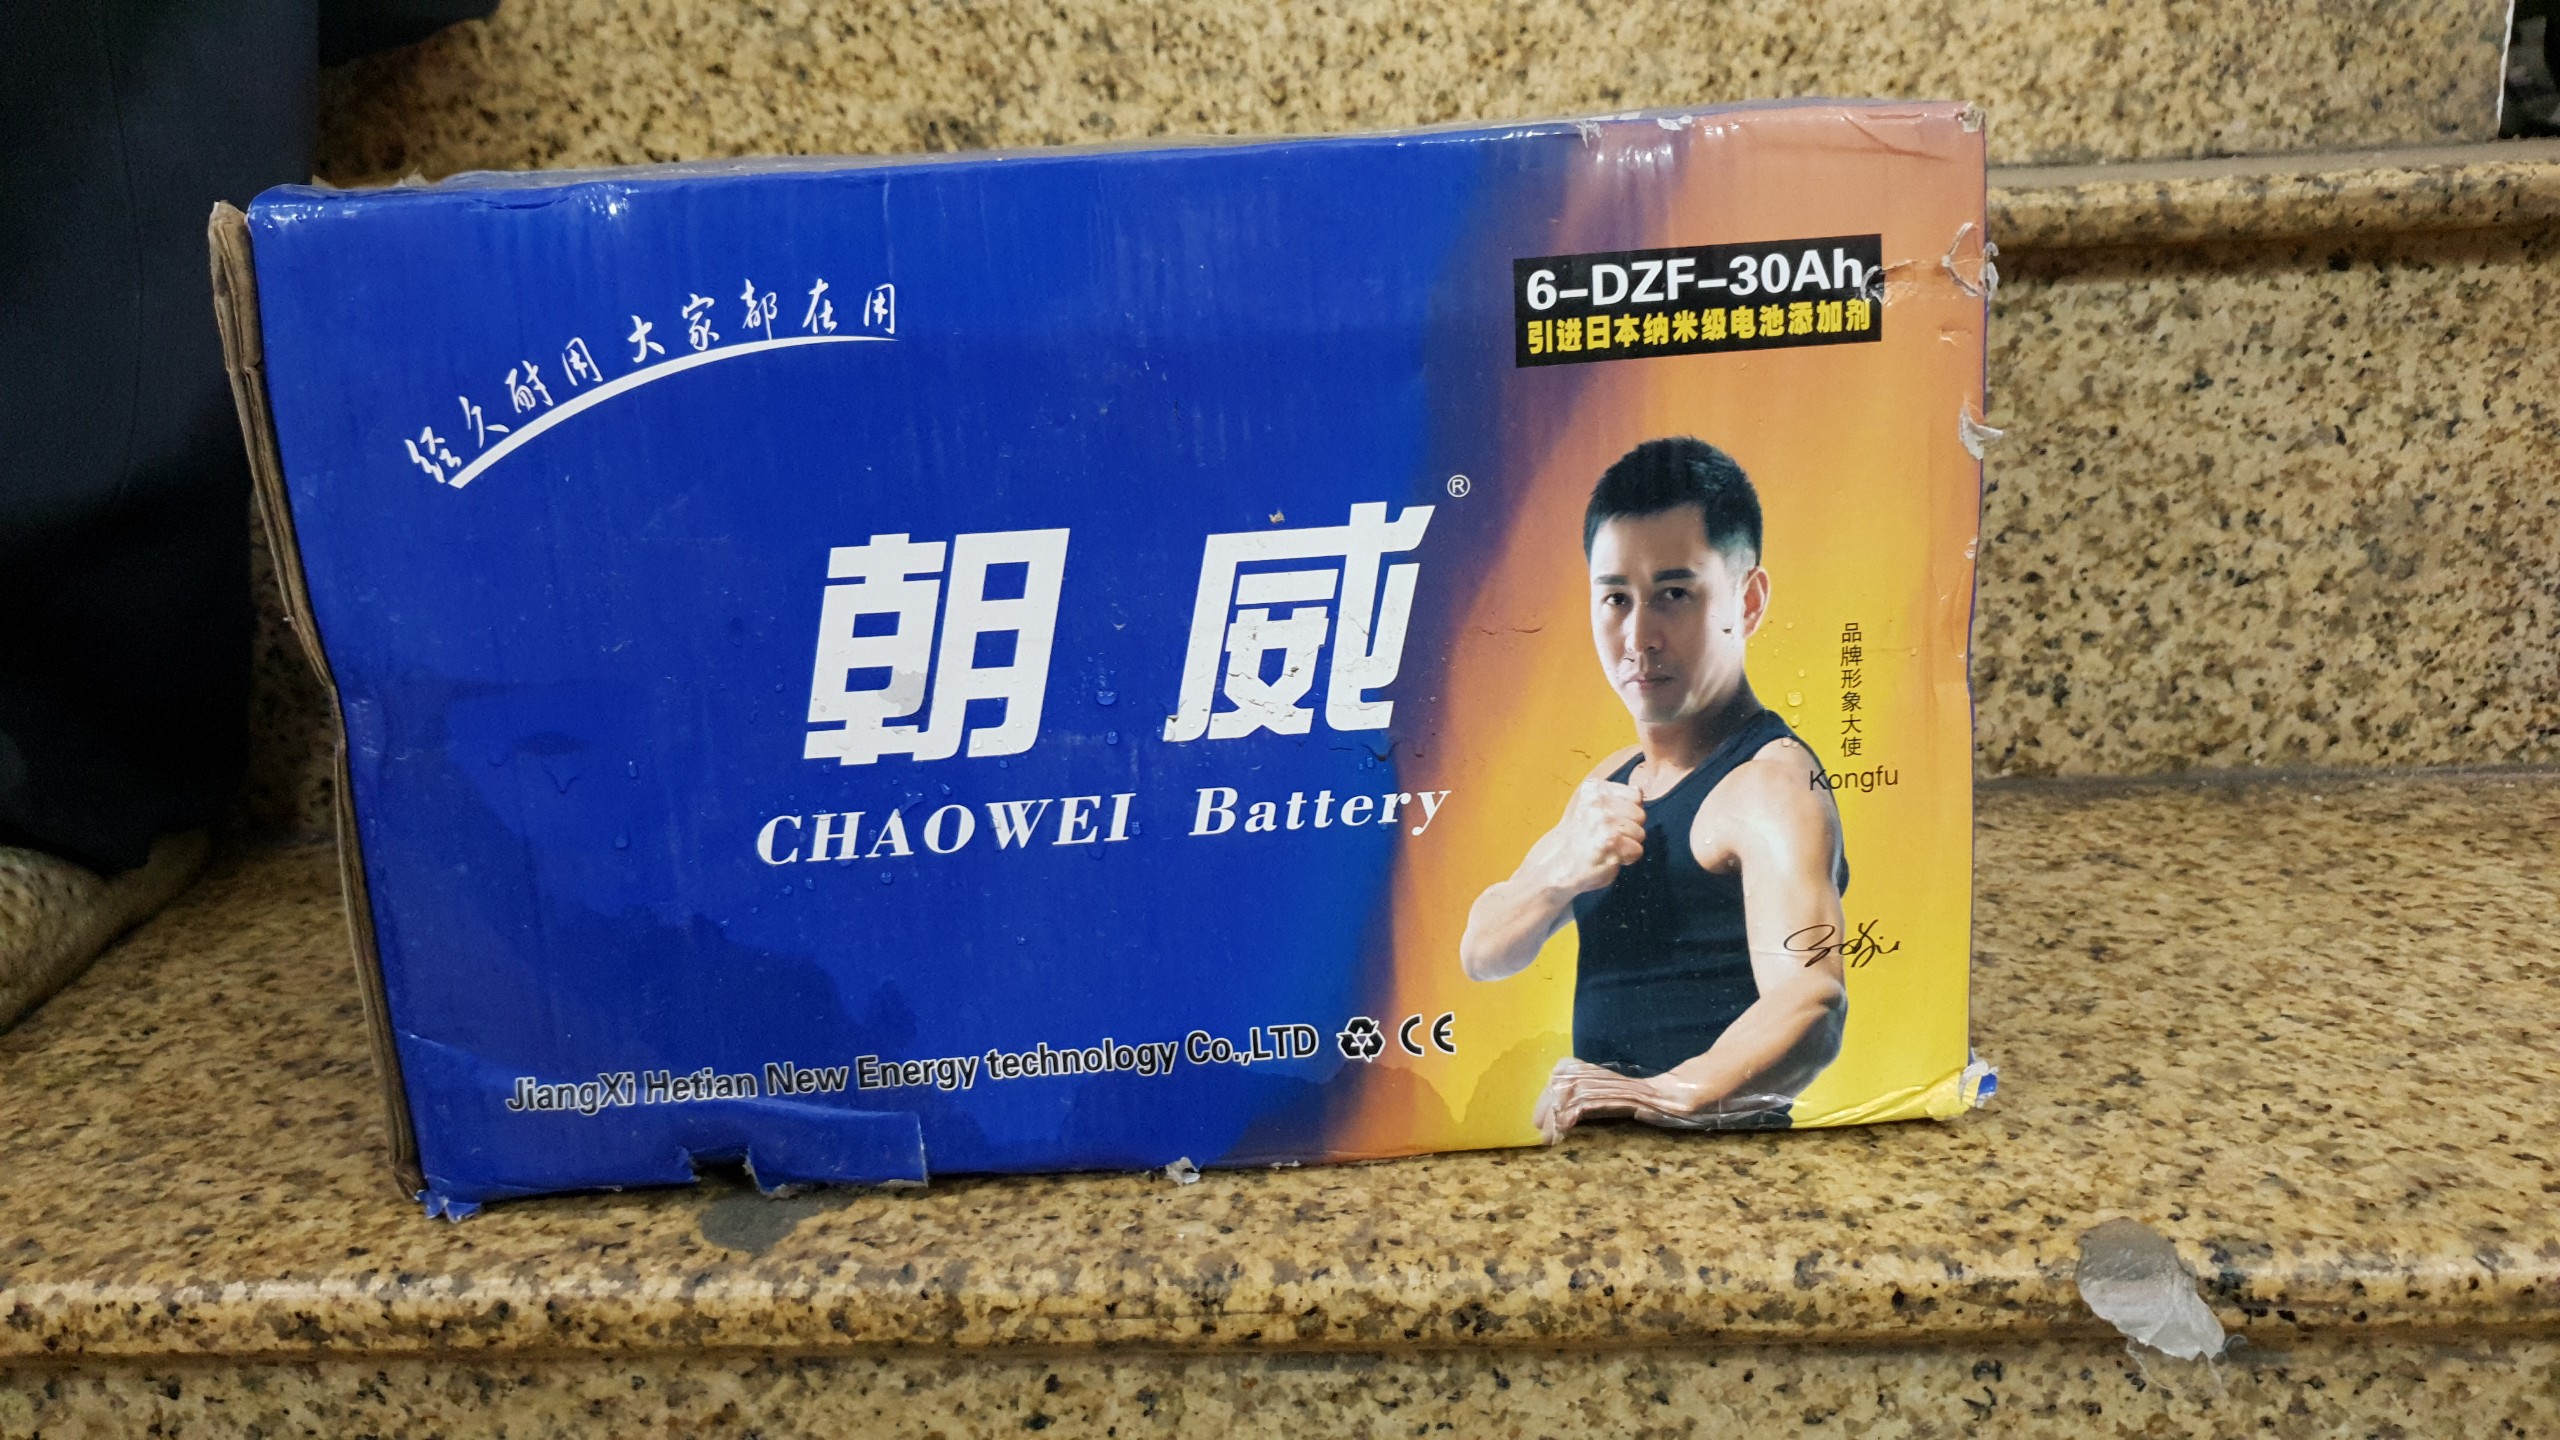 经久耐用 大家都在用
6-DZF-30Ah
引进日本纳米级电池添加剂
朝威®
CHAOWEI Battery
品牌形象大使
Kongfu
JiangXi Hetian New Energy technology Co.,LTD CE